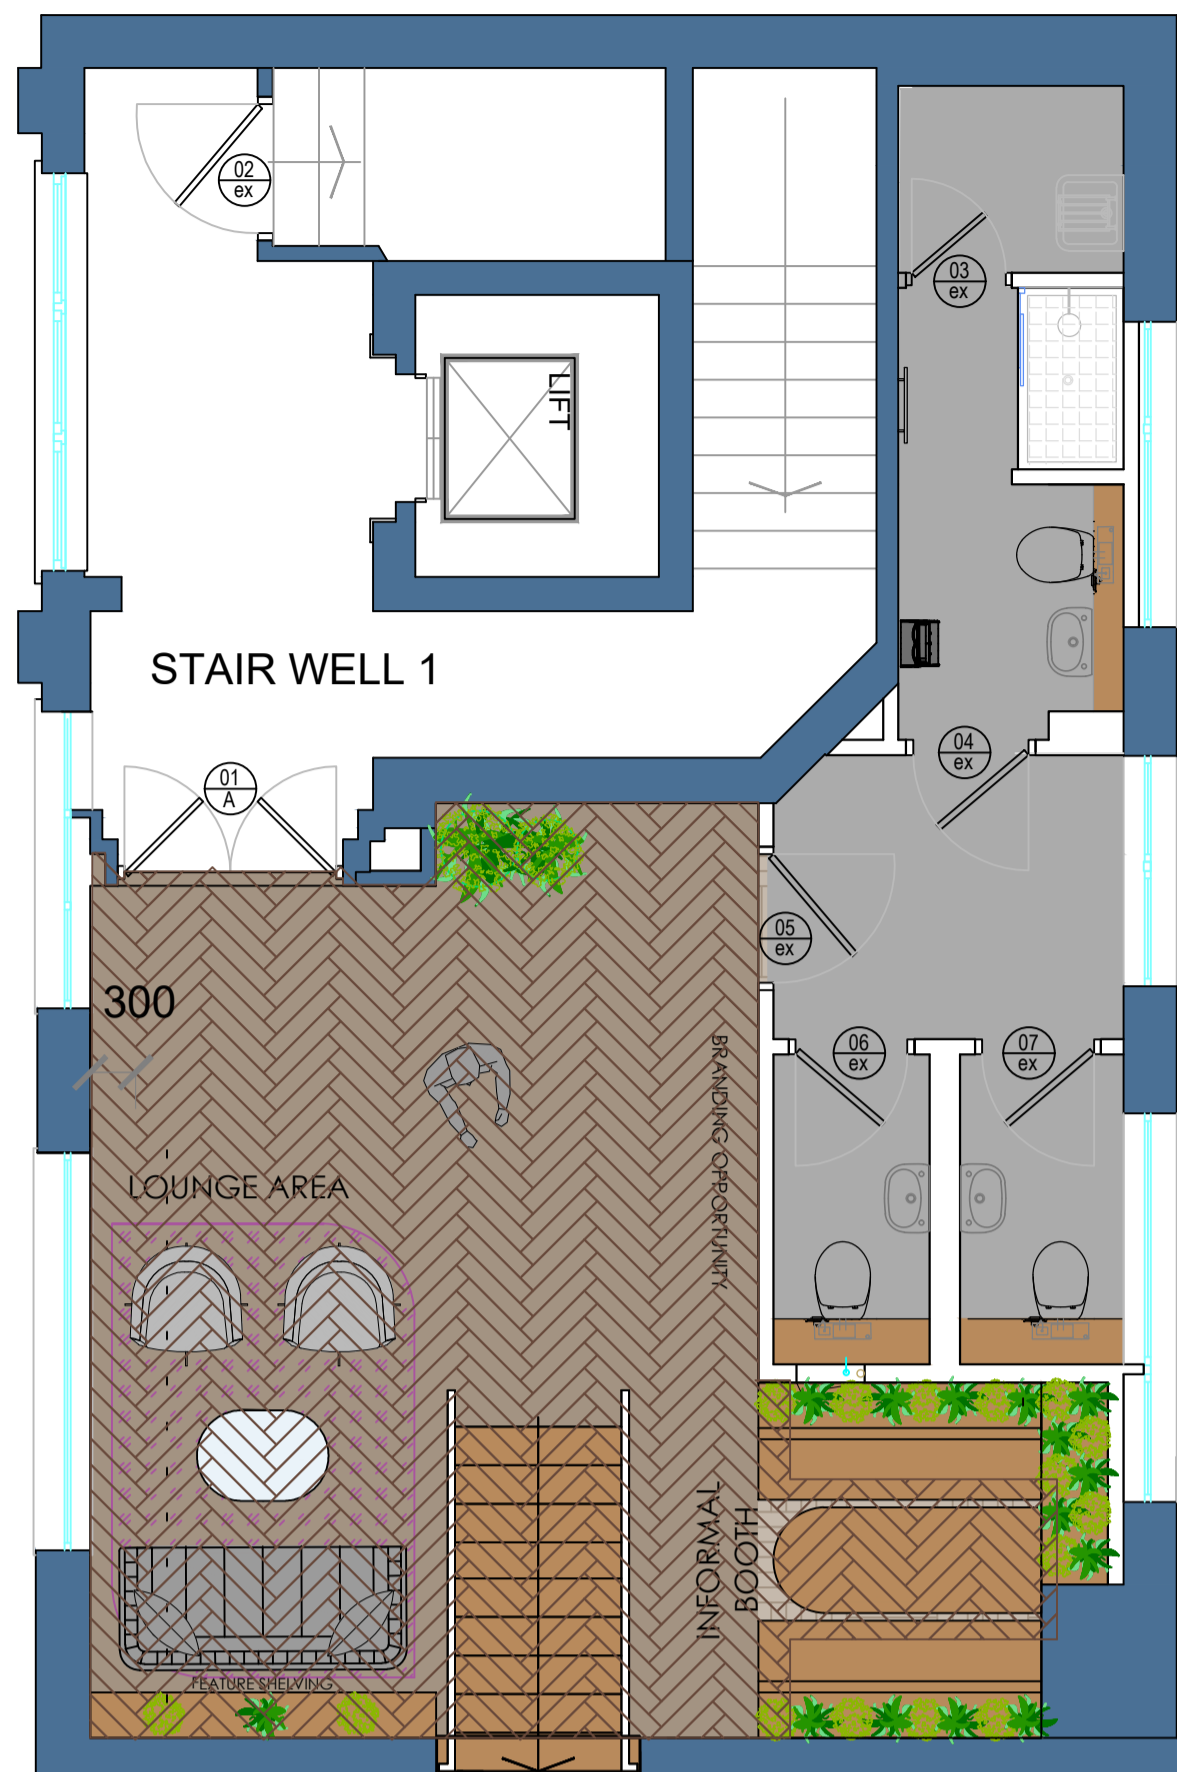 02
ex
03
ex
LIFT
STAIR WELL 1
04
ex
01
A
05
ex
300
06
ex
07
ex
BRANDING OPPORTUNITY
LOUNGE AREA
INFORMAL
BOOTH
FEATURE SHELVING